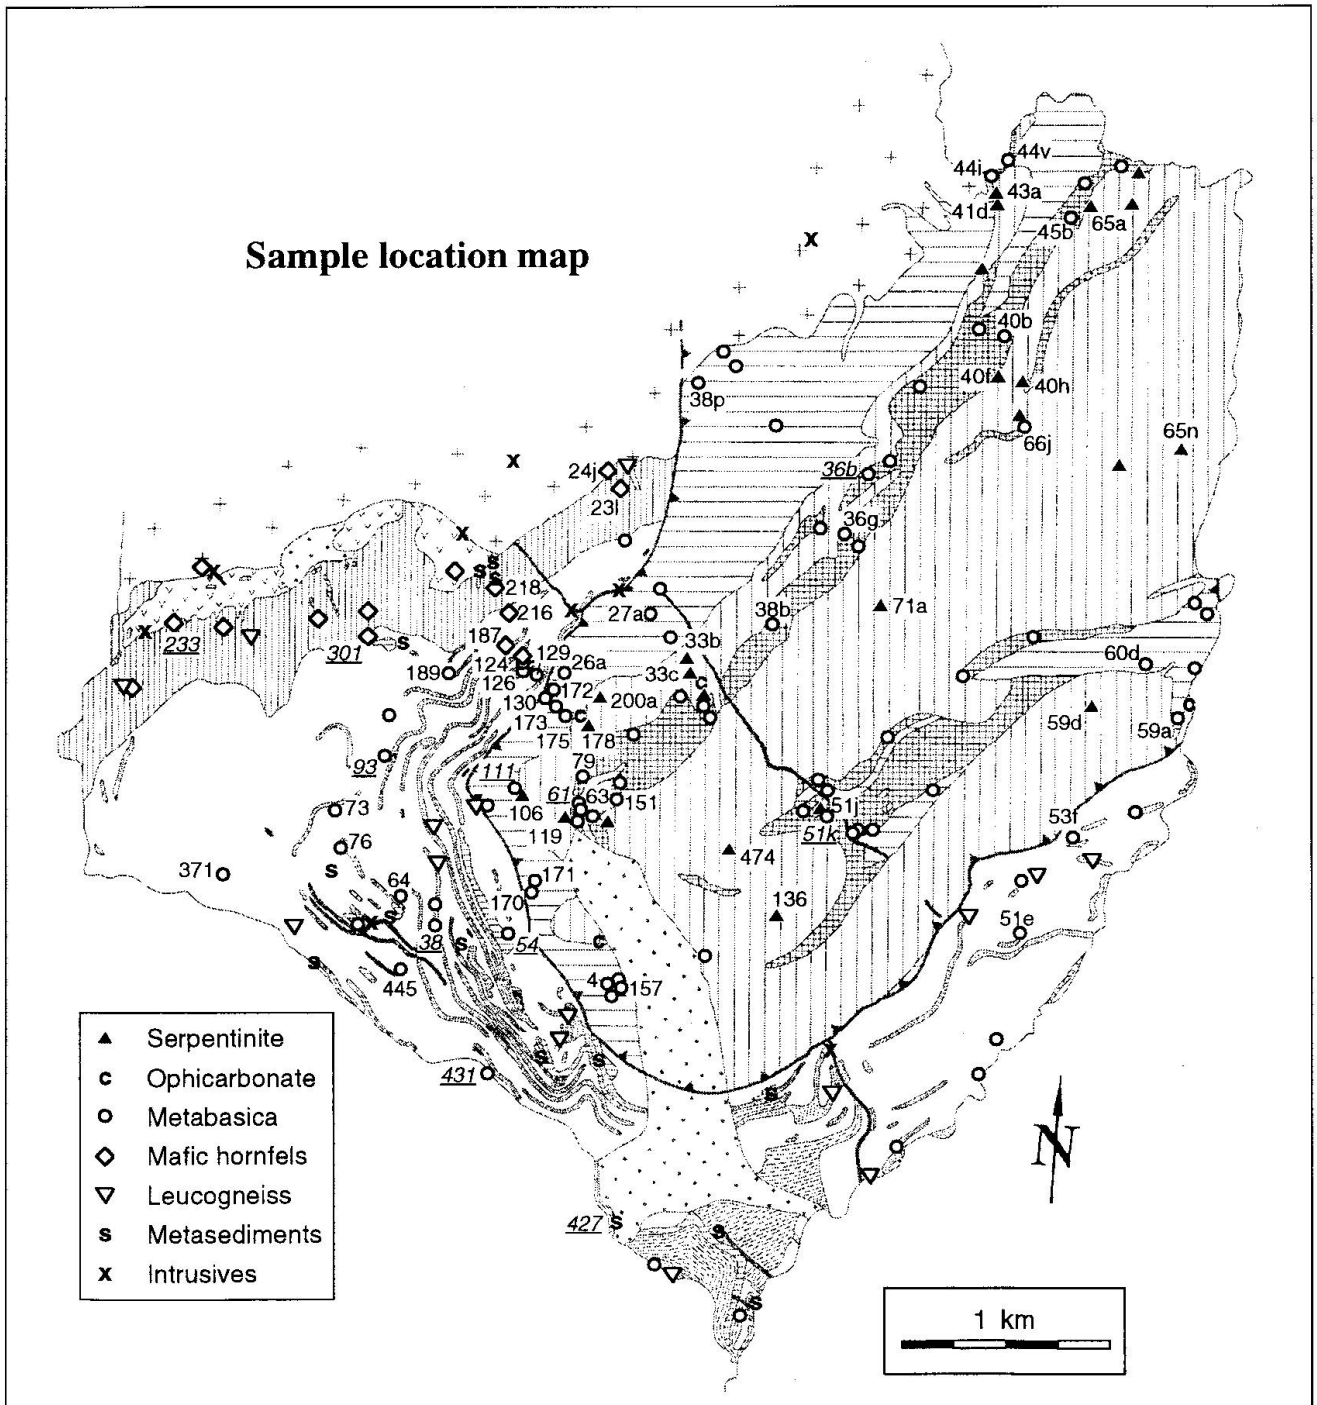 44v
44i
43a
41d
45b
65a
Sample location map
40b
40f
40h
38p
66j
65n
24j
36b
23i
36g
218
216
27a
38b
71a
233
301
187
33b
129
124
26a
33c
c
60d
189
126
172
130
200a
173
c
59d
59a
c
175
178
93
79
111
61
63
151
73
106
51j
119
51k
53f
76
474
371
171
64
170
136
38
54
51e
c
4
157
445
431
427
s
s
s
s
s
s
s
s
s
s
s
s
s
s
x
x
x
x
x
x
x
x
x
Serpentinite
c Ophicarbonate
Metabasica
Mafic hornfels
Leucogneiss
s Metasediments
x Intrusives
N
1 km